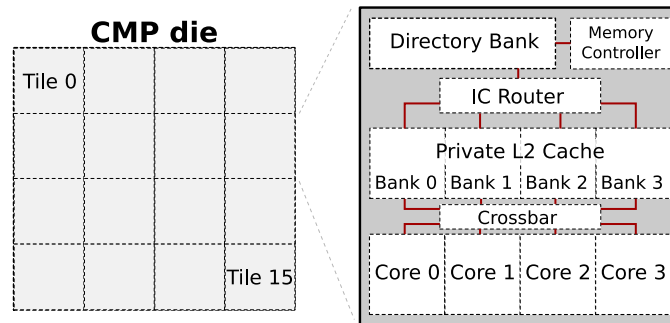 CMP die
Tile 0
Tile 15
Directory Bank
Memory
Controller
IC Router
Private L2 Cache
Bank 0 Bank 1 Bank 2 Bank 3
Crossbar
Core 0 Core 1 Core 2 Core 3